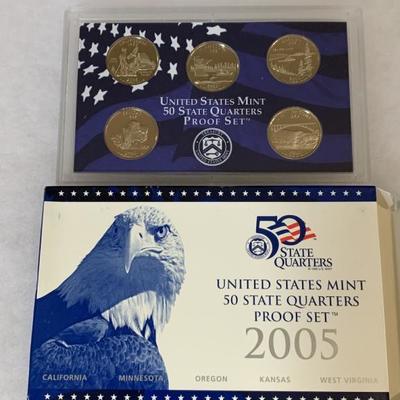 UNITED STATES MINT
50 STATE QUARTERS
PROOF SET™
50
STATE
QUARTERS
UNITED STATES MINT
50 STATE QUARTERS
PROOF SET™
2005
CALIFORNIA MINNESOTA OREGON KANSAS WEST VIRGINIA